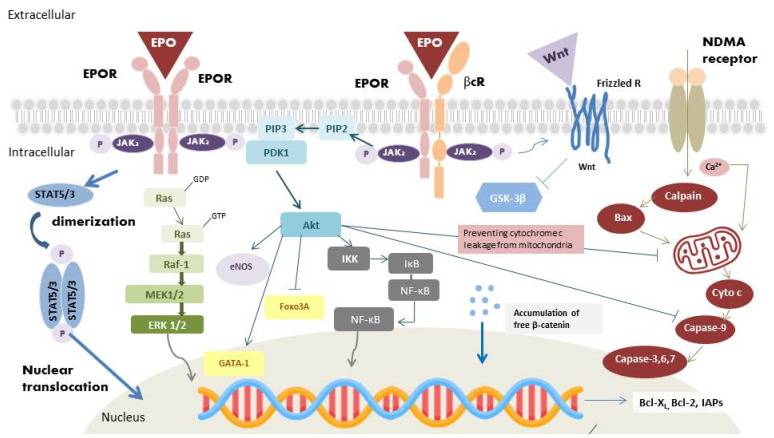 Extracellular
EPO
EPO
Wnt
NDMA
receptor
EPOR
EPOR
EPOR
βcR
Frizzled R
PIP3
PIP2
P
JAK₂
JAK₂
P
PDK1
P
JAK₂
JAK₂
P
Intracellular
Wnt
Ca²⁺
GDP
STAT5/3
Ras
GSK-3β
Calpain
dimerization
GTP
Ras
Akt
Bax
Preventing cytochrome c
leakage from mitochondria
P
Raf-1
eNOS
IKK
IκB
STAT5/3
STAT5/3
MEK1/2
NF-κB
Cyto c
Foxo3A
P
ERK 1/2
NF-κB
Accumulation of
free β-catenin
Capase-9
Nuclear
translocation
GATA-1
Capase-3,6,7
Nucleus
Bcl-XL, Bcl-2, IAPs